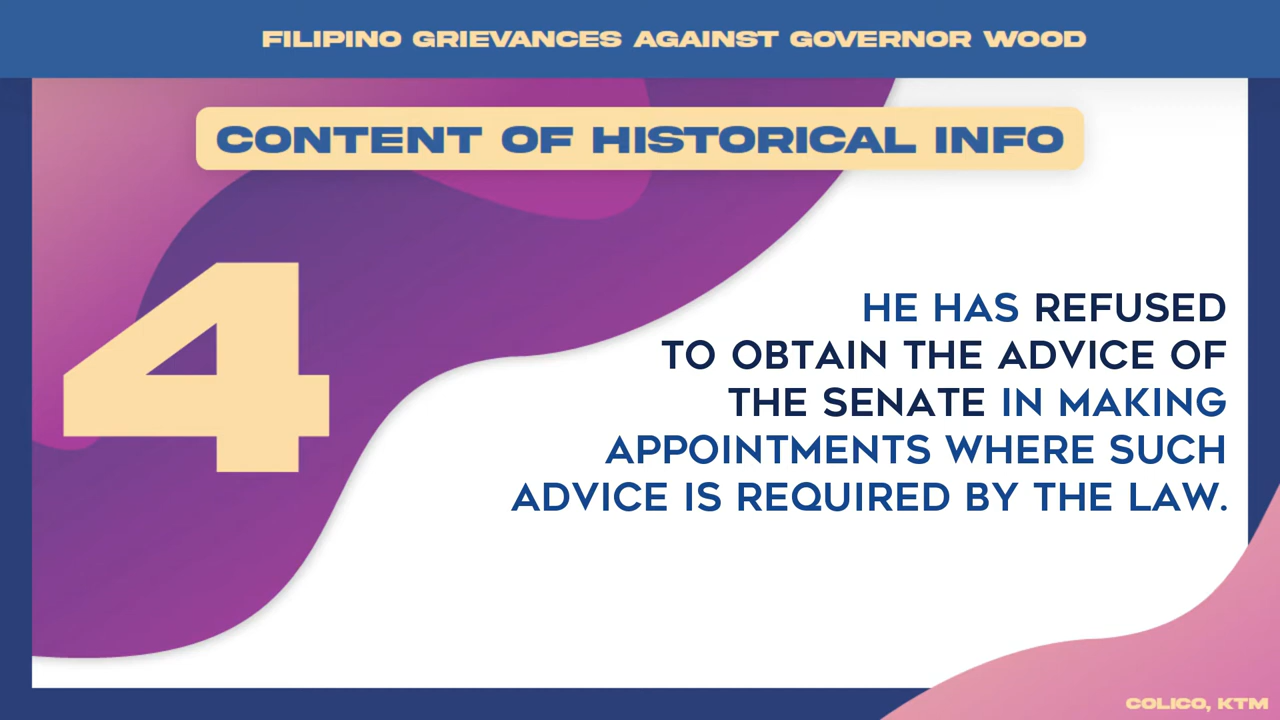 FILIPINO GRIEVANCES AGAINST GOVERNOR WOOD
CONTENT OF HISTORICAL INFO
4
HE HAS REFUSED
TO OBTAIN THE ADVICE OF
THE SENATE IN MAKING
APPOINTMENTS WHERE SUCH
ADVICE IS REQUIRED BY THE LAW.
COLICO, KTM